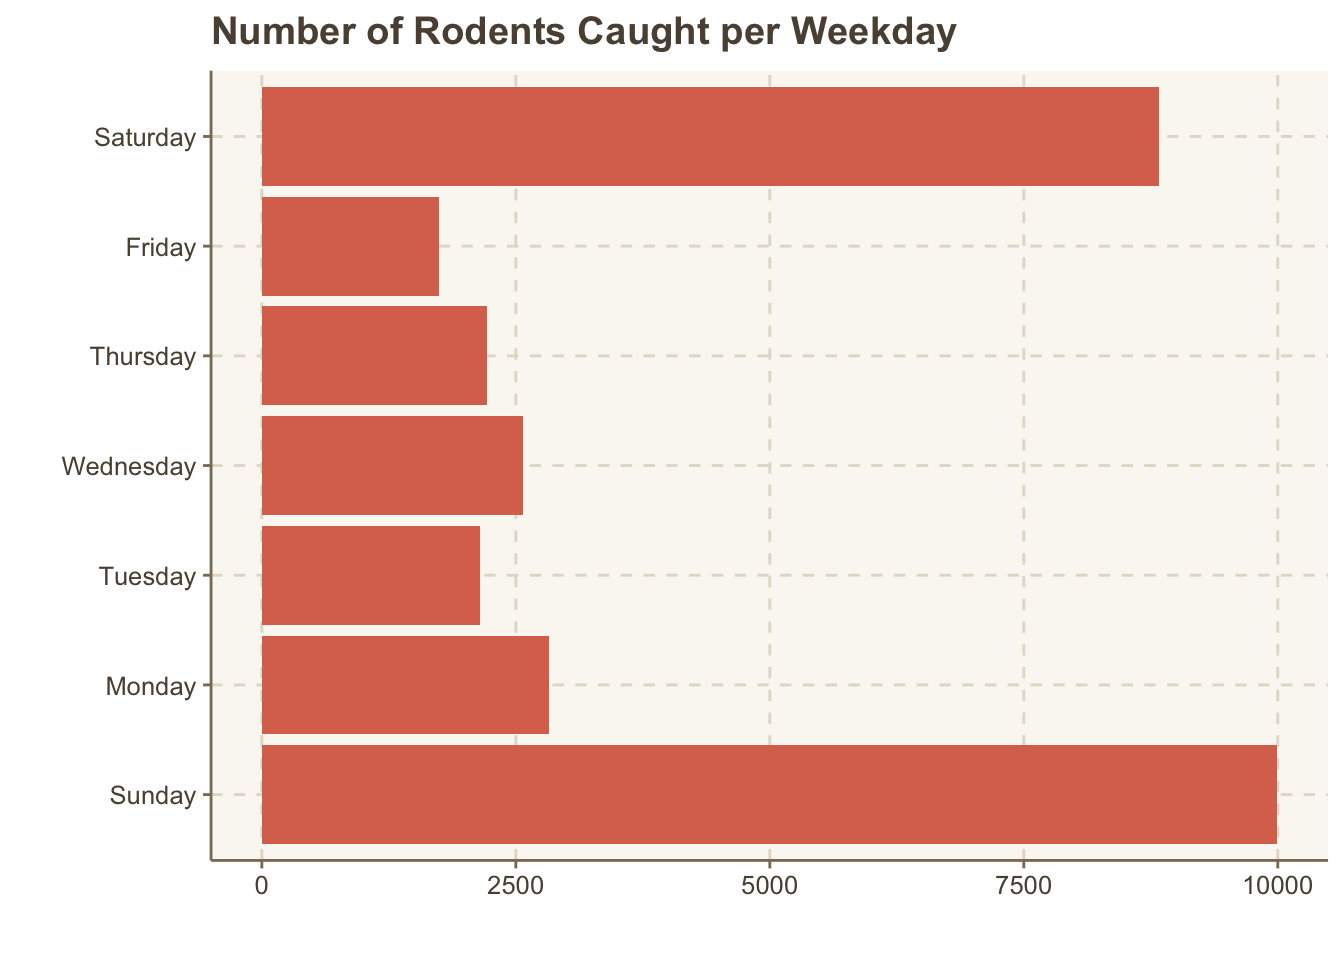 Number of Rodents Caught per Weekday
Saturday
Friday
Thursday
Wednesday
Tuesday
Monday
Sunday
0 2500 5000 7500 10000